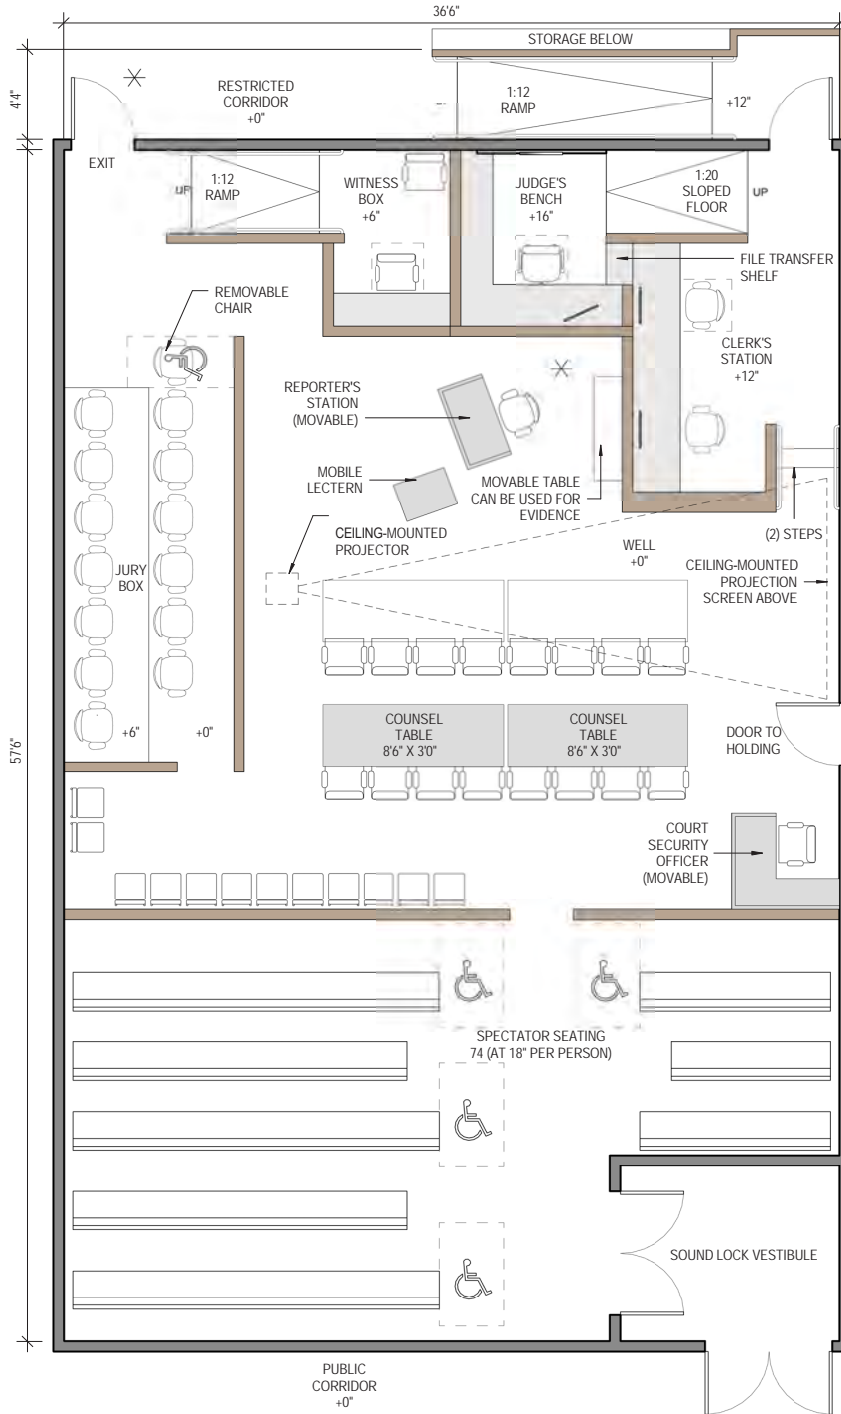 36'6"
STORAGE BELOW
4'4"
RESTRICTED
CORRIDOR
+0"
1:12
RAMP
+12"
EXIT
UP
1:12
RAMP
WITNESS
BOX
+6"
JUDGE'S
BENCH
+16"
1:20
SLOPED
FLOOR
UP
FILE TRANSFER
SHELF
REMOVABLE
CHAIR
CLERK'S
STATION
+12"
REPORTER'S
STATION
(MOVABLE)
MOBILE
LECTERN
MOVABLE TABLE
CAN BE USED FOR
EVIDENCE
CEILING-MOUNTED
PROJECTOR
(2) STEPS
WELL
+0"
CEILING-MOUNTED
PROJECTION
SCREEN ABOVE
JURY
BOX
+6"
+0"
57'6"
COUNSEL
TABLE
8'6" X 3'0"
COUNSEL
TABLE
8'6" X 3'0"
DOOR TO
HOLDING
COURT
SECURITY
OFFICER
(MOVABLE)
SPECTATOR SEATING
74 (AT 18" PER PERSON)
SOUND LOCK VESTIBULE
PUBLIC
CORRIDOR
+0"